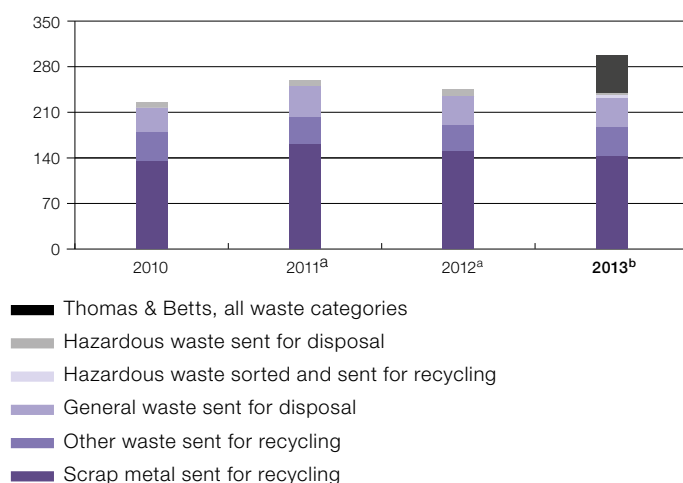 350
280
210
140
70
0
2010 2011a 2012a 2013b
Thomas & Betts, all waste categories
Hazardous waste sent for disposal
Hazardous waste sorted and sent for recycling
General waste sent for disposal
Other waste sent for recycling
Scrap metal sent for recycling